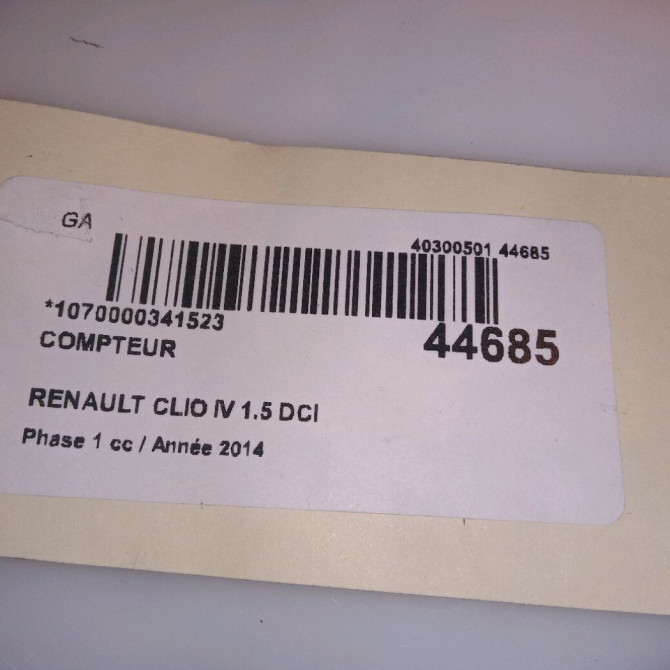 GA
40300501 44685
*1070000341523
44685
COMPTEUR
RENAULT CLIO IV 1.5 DCI
Phase 1 cc / Année 2014